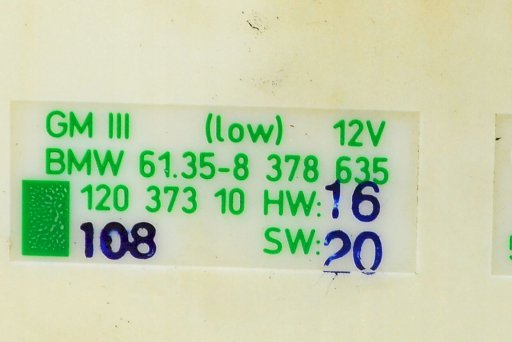 GM III (low) 12V
BMW 61.35-8 378 635
120 373 10 HW:16
108 SW:20